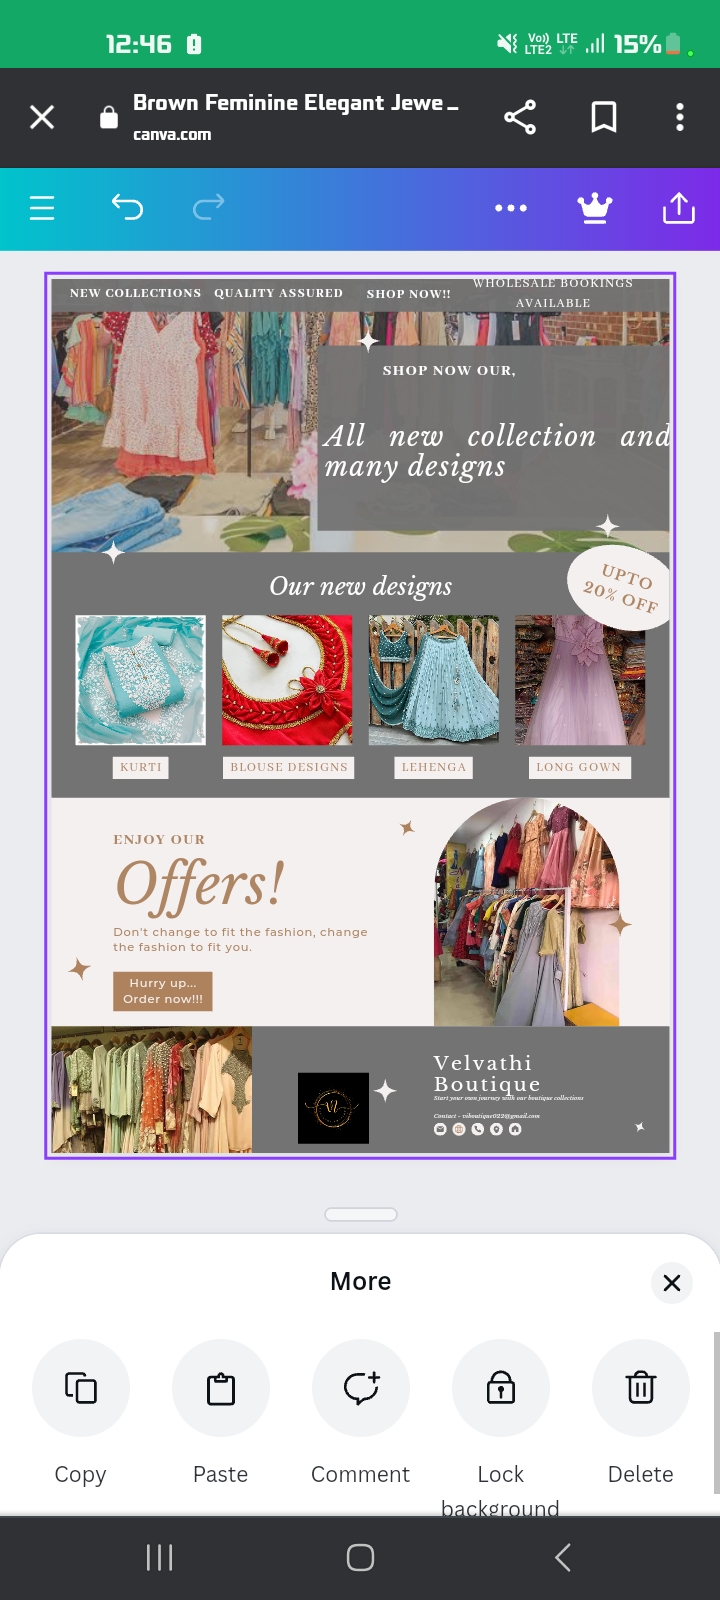 12:46
Vo)) LTE
LTE2
15%
Brown Feminine Elegant Jewe
canva.com
NEW COLLECTIONS QUALITY ASSURED SHOP NOW!! WHOLESALE BOOKINGS
AVAILABLE
SHOP NOW OUR,
All new collection and
many designs
Our new designs
UPTO
20% OFF
KURTI BLOUSE DESIGNS LEHENGA LONG GOWN
ENJOY OUR
Offers!
Don't change to fit the fashion, change
the fashion to fit you.
Hurry up...
Order now!!!
Velvathi
Boutique
Start your own journey with our boutique collections
Contact - vlboutique022@gmail.com
More
Copy Paste Comment Lock Delete
background